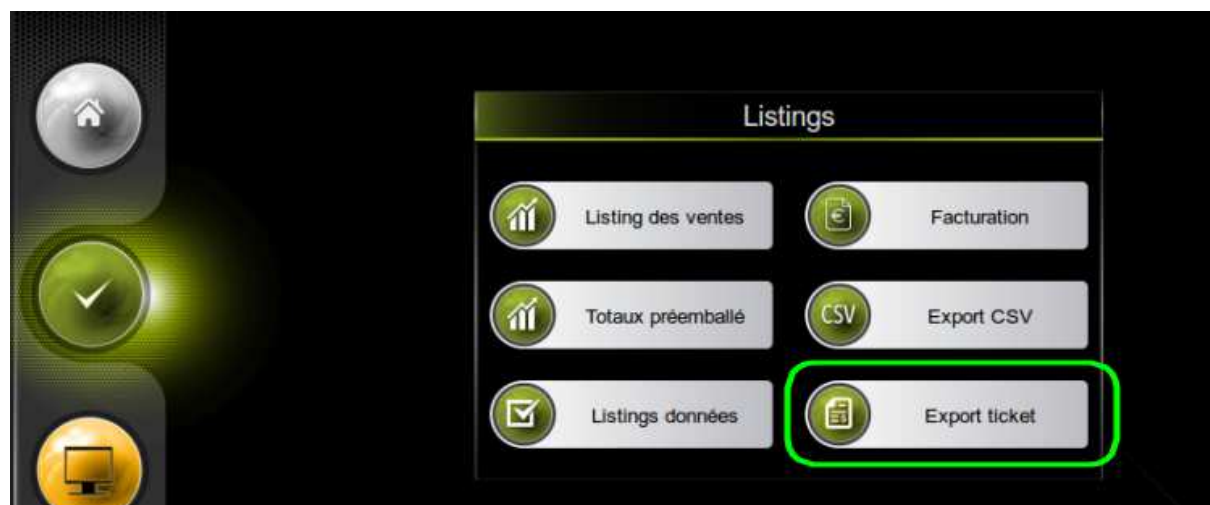 Listings
Listing des ventes
Facturation
Totaux préemballé
CSV
Export CSV
Listings données
Export ticket